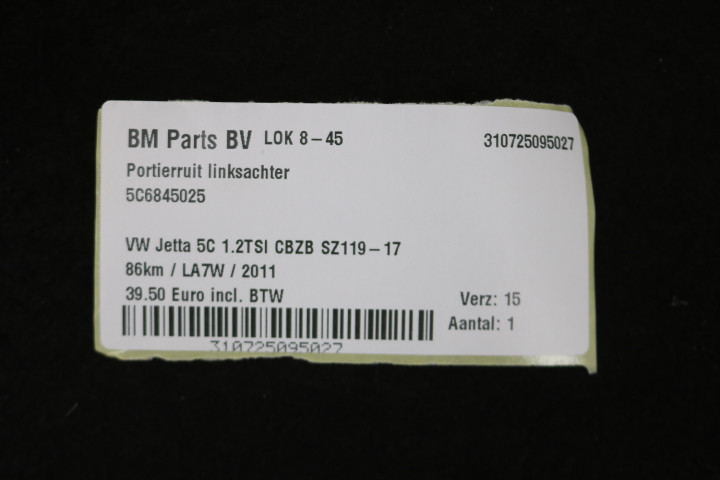 BM Parts BV LOK 8-45 310725095027
Portierruit linksachter
5C6845025
VW Jetta 5C 1.2TSI CBZB SZ119-17
86km / LA7W / 2011
39.50 Euro incl. BTW Verz: 15
Aantal: 1
310725095027